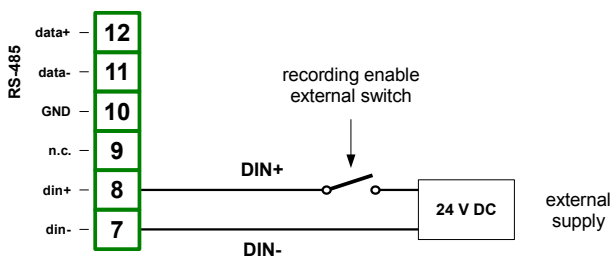 RS-485
data+ 12
data- 11
GND 10
n.c. 9
din+ 8
din- 7
recording enable
external switch
DIN+
DIN-
24 V DC
external
supply